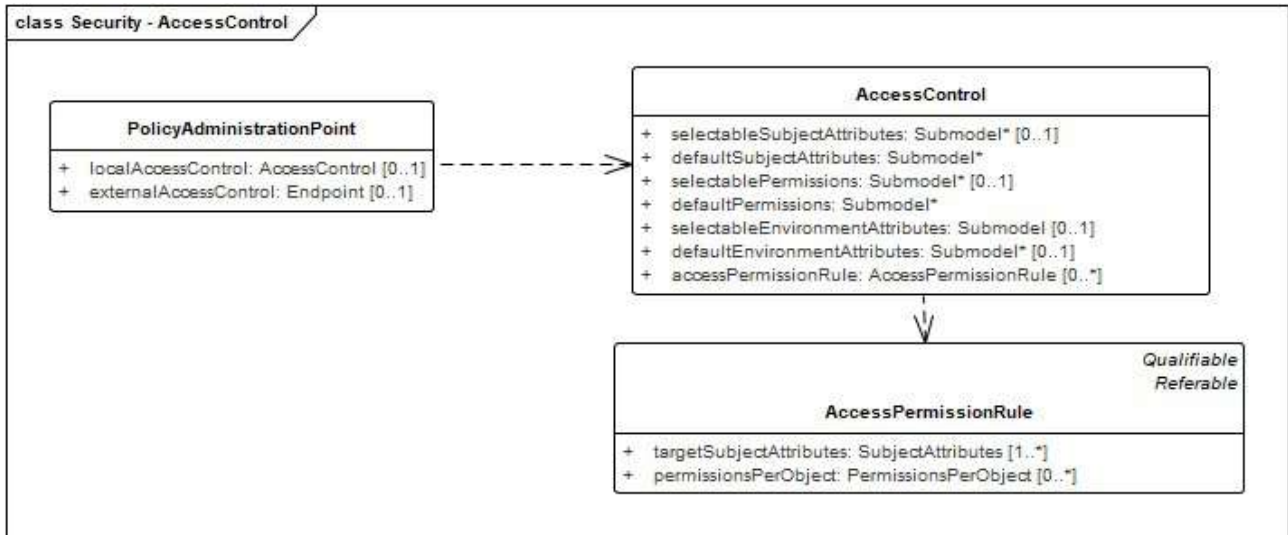 class Security - AccessControl
PolicyAdministrationPoint
+ localAccessControl: AccessControl [0..1]
+ externalAccessControl: Endpoint [0..1]
AccessControl
+ selectableSubjectAttributes: Submodel* [0..1]
+ defaultSubjectAttributes: Submodel*
+ selectablePermissions: Submodel* [0..1]
+ defaultPermissions: Submodel*
+ selectableEnvironmentAttributes: Submodel [0..1]
+ defaultEnvironmentAttributes: Submodel* [0..1]
+ accessPermissionRule: AccessPermissionRule [0..*]
Qualifiable
Referable
AccessPermissionRule
+ targetSubjectAttributes: SubjectAttributes [1..*]
+ permissionsPerObject: PermissionsPerObject [0..*]